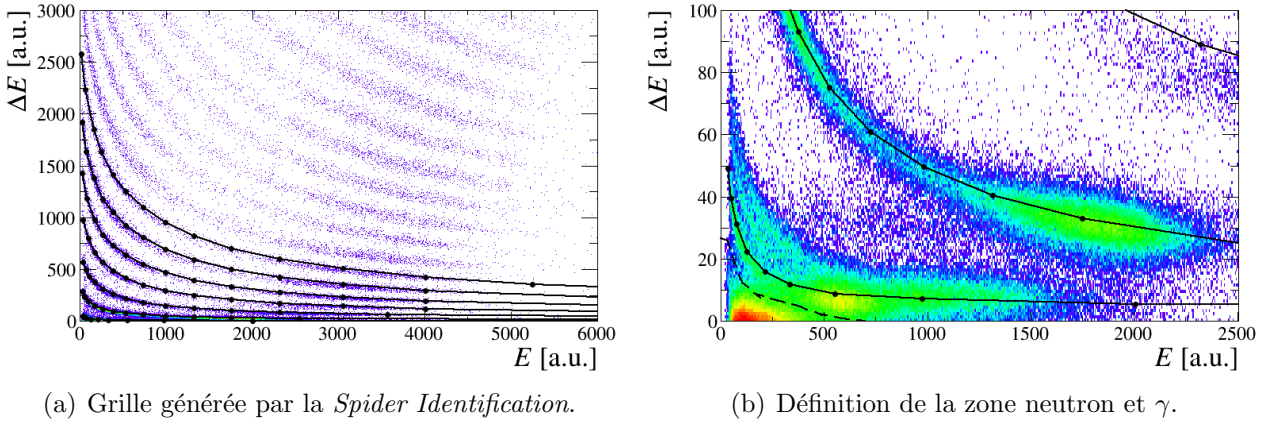 3000
2500
2000
1500
1000
500
0
ΔE [a.u.]
0 1000 2000 3000 4000 5000 6000
E [a.u.]
(a) Grille générée par la Spider Identification.
100
80
60
40
20
0
ΔE [a.u.]
0 500 1000 1500 2000 2500
E [a.u.]
(b) Définition de la zone neutron et γ.